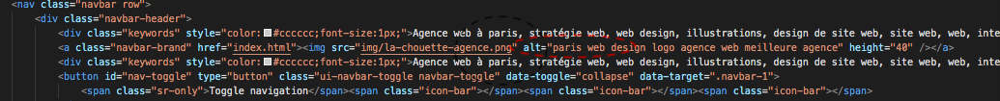 <nav class="navbar row">
<div class="navbar-header">
<div class="keywords" style="color:#cccccc;font-size:1px;">Agence web à paris, stratégie web, web design, illustrations, design de site web, site web, web, inte
<a class="navbar-brand" href="index.html"><img src="img/la-chouette-agence.png" alt="paris web design logo agence web meilleure agence" height="40" /></a>
<div class="keywords" style="color:#cccccc;font-size:1px;">Agence web à paris, stratégie web, web design, illustrations, design de site web, site web, web, inte
<button id="nav-toggle" type="button" class="ui-navbar-toggle navbar-toggle" data-toggle="collapse" data-target=".navbar-1">
<span class="sr-only">Toggle navigation</span><span class="icon-bar"></span><span class="icon-bar"></span><span class="icon-bar"></span>